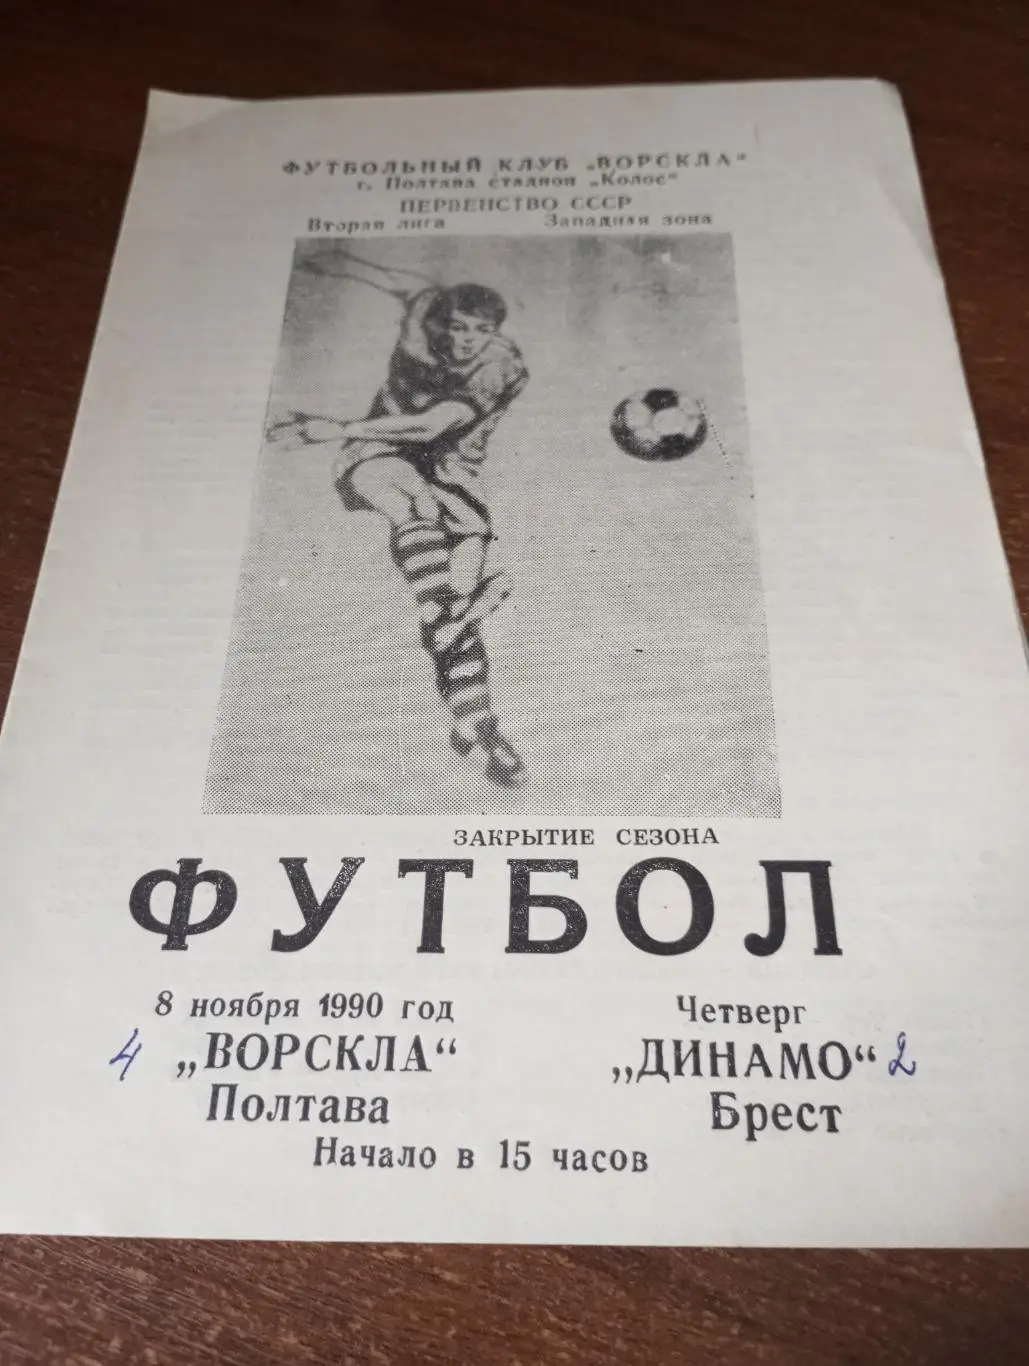 ФУТБОЛЬНЫЙ КЛУБ „ВОРСКЛА“
г. Полтава стадион „Колос“
ПЕРВЕНСТВО СССР
Вторая лига Западная зона
ЗАКРЫТИЕ СЕЗОНА
ФУТБОЛ
8 ноября 1990 год Четверг
4 „ВОРСКЛА“ „ДИНАМО“ 2
Полтава Брест
Начало в 15 часов